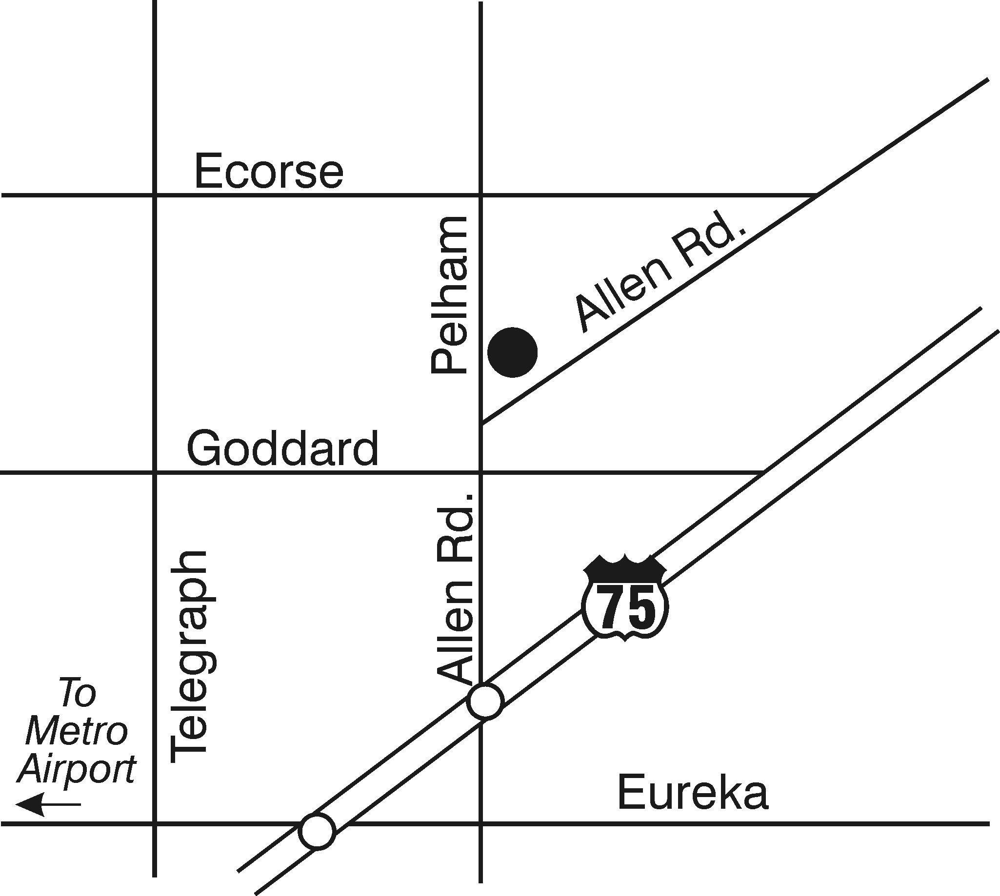 Ecorse
Pelham
Allen Rd.
Goddard
Allen Rd.
Telegraph
75
To
Metro
Airport
Eureka